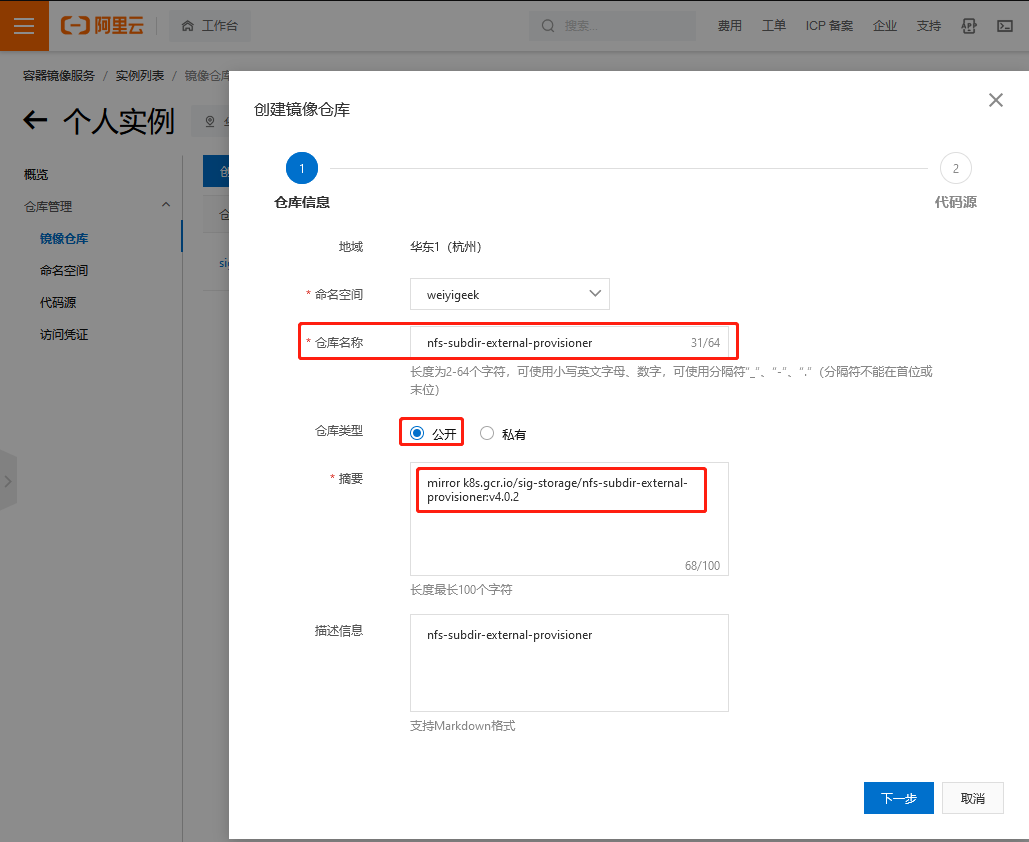 阿里云
工作台
搜索...
费用
工单
ICP 备案
企业
支持
容器镜像服务 / 实例列表 / 镜像仓库
个人实例
概览
仓库管理
镜像仓库
命名空间
代码源
访问凭证
创建镜像仓库
1
2
仓库信息
代码源
地域
华东1（杭州）
* 命名空间
weiyigeek
* 仓库名称
nfs-subdir-external-provisioner
31/64
长度为2-64个字符，可使用小写英文字母、数字，可使用分隔符“_”、“-”、“.”（分隔符不能在首位或
末位）
仓库类型
公开
私有
* 摘要
mirror k8s.gcr.io/sig-storage/nfs-subdir-external-
provisioner:v4.0.2
68/100
长度最长100个字符
描述信息
nfs-subdir-external-provisioner
支持Markdown格式
下一步
取消